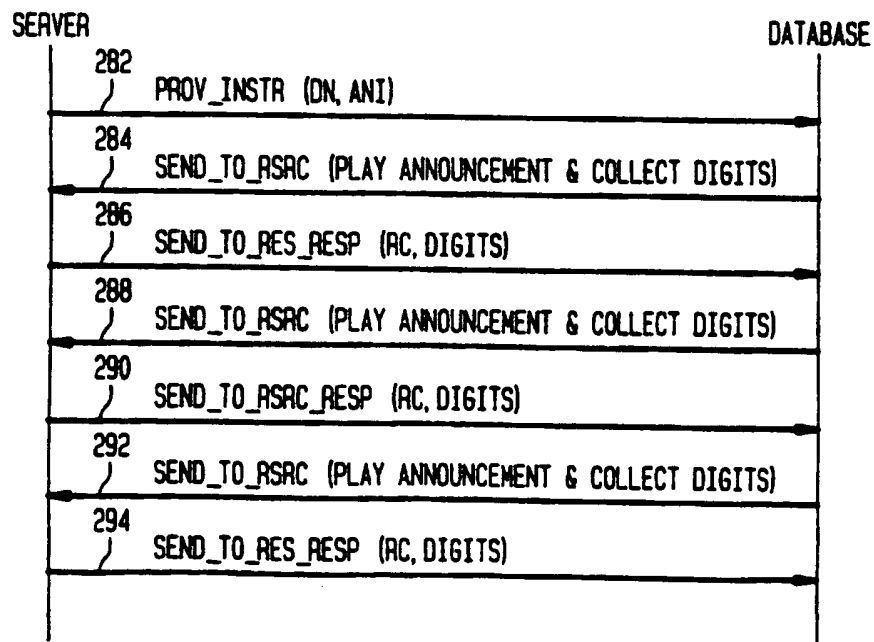 SERVER
DATABASE
282
PROV_INSTR (DN, ANI)
284
SEND_TO_RSRC (PLAY ANNOUNCEMENT & COLLECT DIGITS)
286
SEND_TO_RES_RESP (RC, DIGITS)
288
SEND_TO_RSRC (PLAY ANNOUNCEMENT & COLLECT DIGITS)
290
SEND_TO_RSRC_RESP (RC, DIGITS)
292
SEND_TO_RSRC (PLAY ANNOUNCEMENT & COLLECT DIGITS)
294
SEND_TO_RES_RESP (RC, DIGITS)